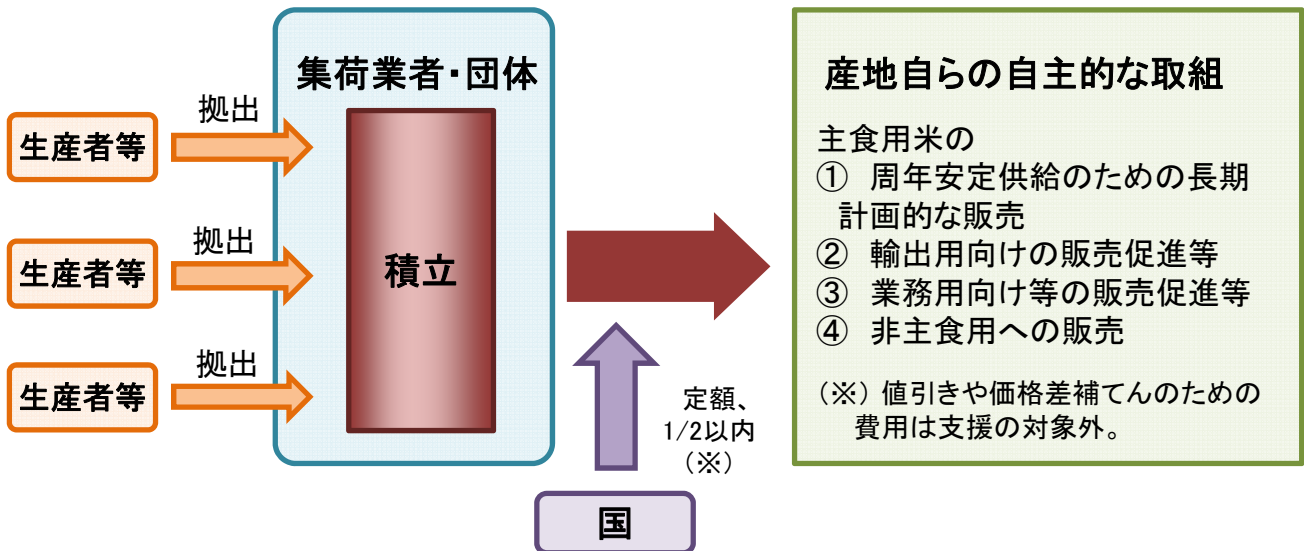 集荷業者・団体
生産者等
拠出
生産者等
拠出
生産者等
拠出
積立
定額、
1/2以内
（※）
国
産地自らの自主的な取組
主食用米の
① 周年安定供給のための長期
計画的な販売
② 輸出用向けの販売促進等
③ 業務用向け等の販売促進等
④ 非主食用への販売
（※）値引きや価格差補てんのための
費用は支援の対象外。